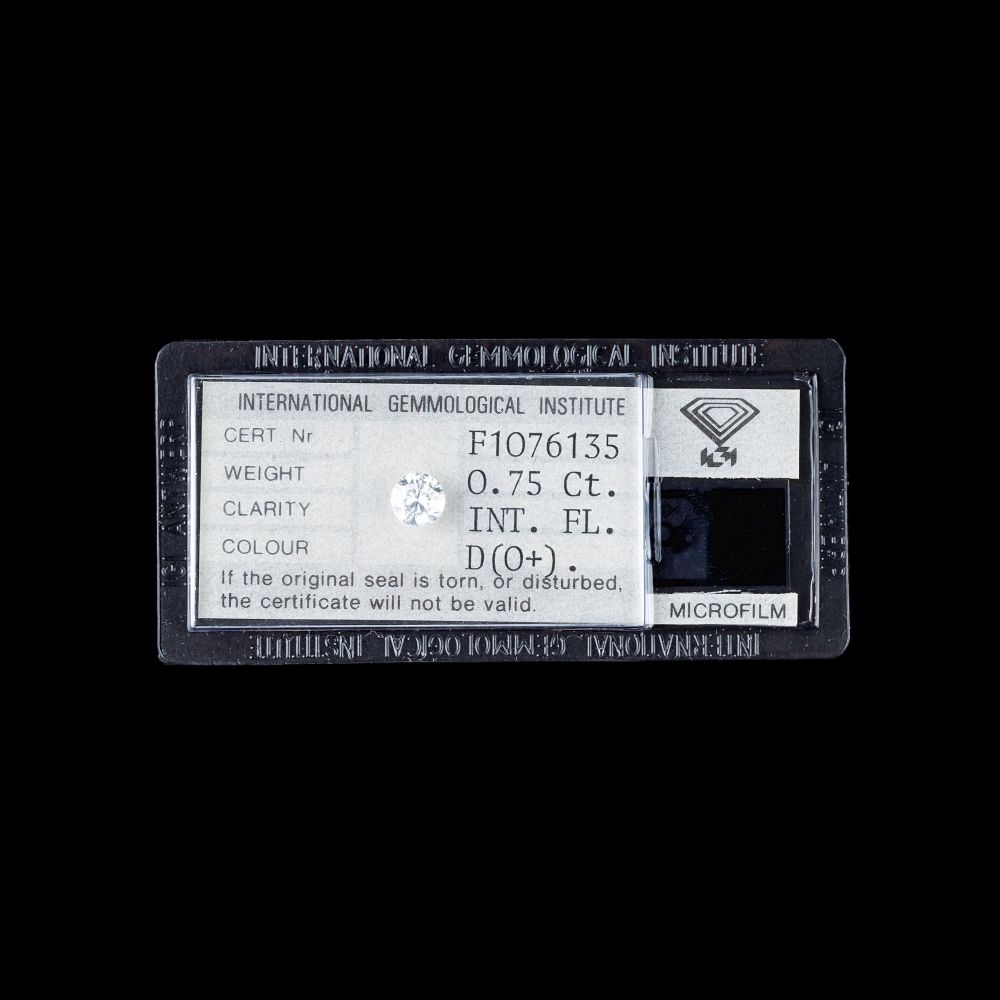 INTERNATIONAL GEMMOLOGICAL INSTITUTE
INTERNATIONAL GEMMOLOGICAL INSTITUTE
CERT. Nr F1076135
WEIGHT 0.75 Ct.
CLARITY INT. FL.
COLOUR D(O+).
If the original seal is torn, or disturbed,
the certificate will not be valid.
MICROFILM
INTERNATIONAL GEMMOLOGICAL INSTITUTE